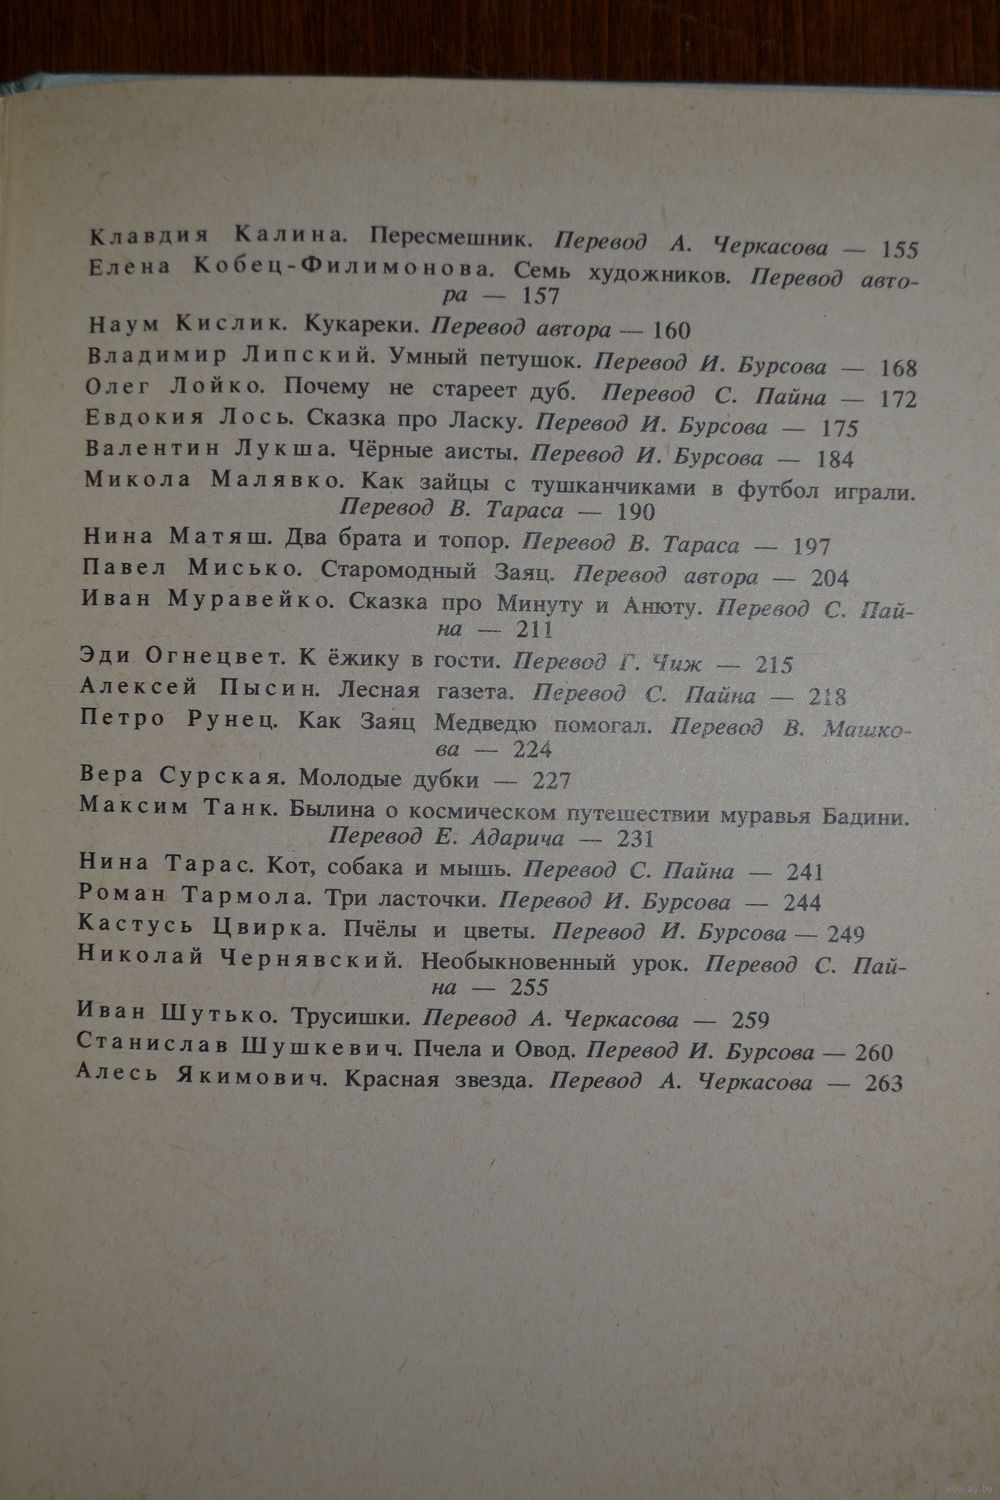 Клавдия Калина. Пересмешник. Перевод А. Черкасова — 155
Елена Кобец-Филимонова. Семь художников. Перевод авто-
ра — 157
Наум Кислик. Кукареки. Перевод автора — 160
Владимир Липский. Умный петушок. Перевод И. Бурсова — 168
Олег Лойко. Почему не стареет дуб. Перевод С. Пайна — 172
Евдокия Лось. Сказка про Ласку. Перевод И. Бурсова — 175
Валентин Лукша. Чёрные аисты. Перевод И. Бурсова — 184
Микола Малявко. Как зайцы с тушканчиками в футбол играли.
Перевод В. Тараса — 190
Нина Матяш. Два брата и топор. Перевод В. Тараса — 197
Павел Мисько. Старомодный Заяц. Перевод автора — 204
Иван Муравейко. Сказка про Минуту и Анюту. Перевод С. Пай-
на — 211
Эди Огнецвет. К ёжику в гости. Перевод Г. Чиж — 215
Алексей Пысин. Лесная газета. Перевод С. Пайна — 218
Петро Рунец. Как Заяц Медведю помогал. Перевод В. Машко-
ва — 224
Вера Сурская. Молодые дубки — 227
Максим Танк. Былина о космическом путешествии муравья Бадини.
Перевод Е. Адарича — 231
Нина Тарас. Кот, собака и мышь. Перевод С. Пайна — 241
Роман Тармола. Три ласточки. Перевод И. Бурсова — 244
Кастусь Цвирка. Пчёлы и цветы. Перевод И. Бурсова — 249
Николай Чернявский. Необыкновенный урок. Перевод С. Пай-
на — 255
Иван Шутько. Трусишки. Перевод А. Черкасова — 259
Станислав Шушкевич. Пчела и Овод. Перевод И. Бурсова — 260
Алесь Якимович. Красная звезда. Перевод А. Черкасова — 263
www.ay.by